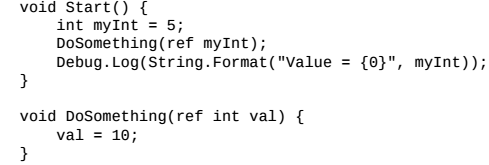 void Start() {
    int myInt = 5;
    DoSomething(ref myInt);
    Debug.Log(String.Format("Value = {0}", myInt));
}

void DoSomething(ref int val) {
    val = 10;
}